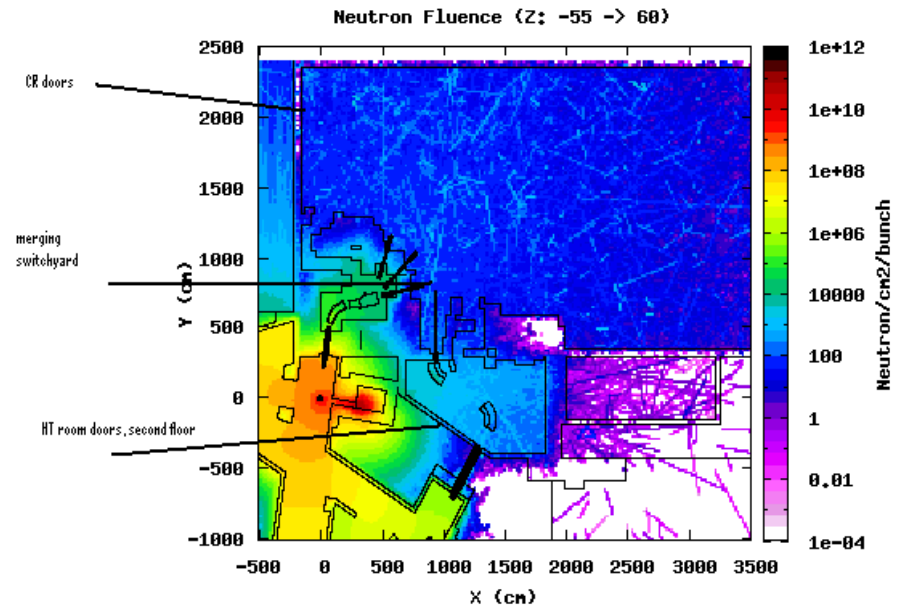 Neutron Fluence (Z: -55 -> 60)
CR doors
merging
switchyard
HT room doors, second floor
Y (cm)
2500
2000
1500
1000
500
0
-500
-1000
-500
0
500
1000
1500
2000
2500
3000
3500
X (cm)
1e+12
1e+10
1e+08
1e+06
10000
100
1
0.01
1e-04
Neutron/cm2/bunch